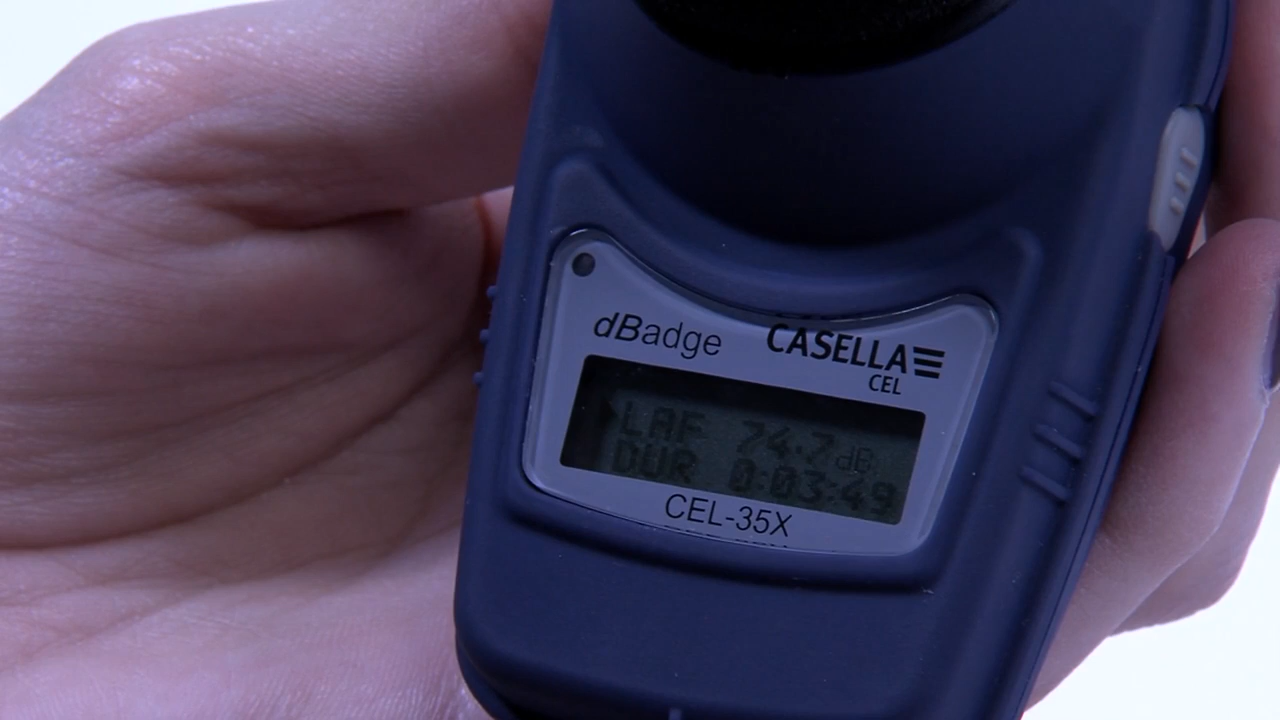 dBadge
CASELLA
CEL
LAF 74.7 dB
DUR 0:03:49
CEL-35X